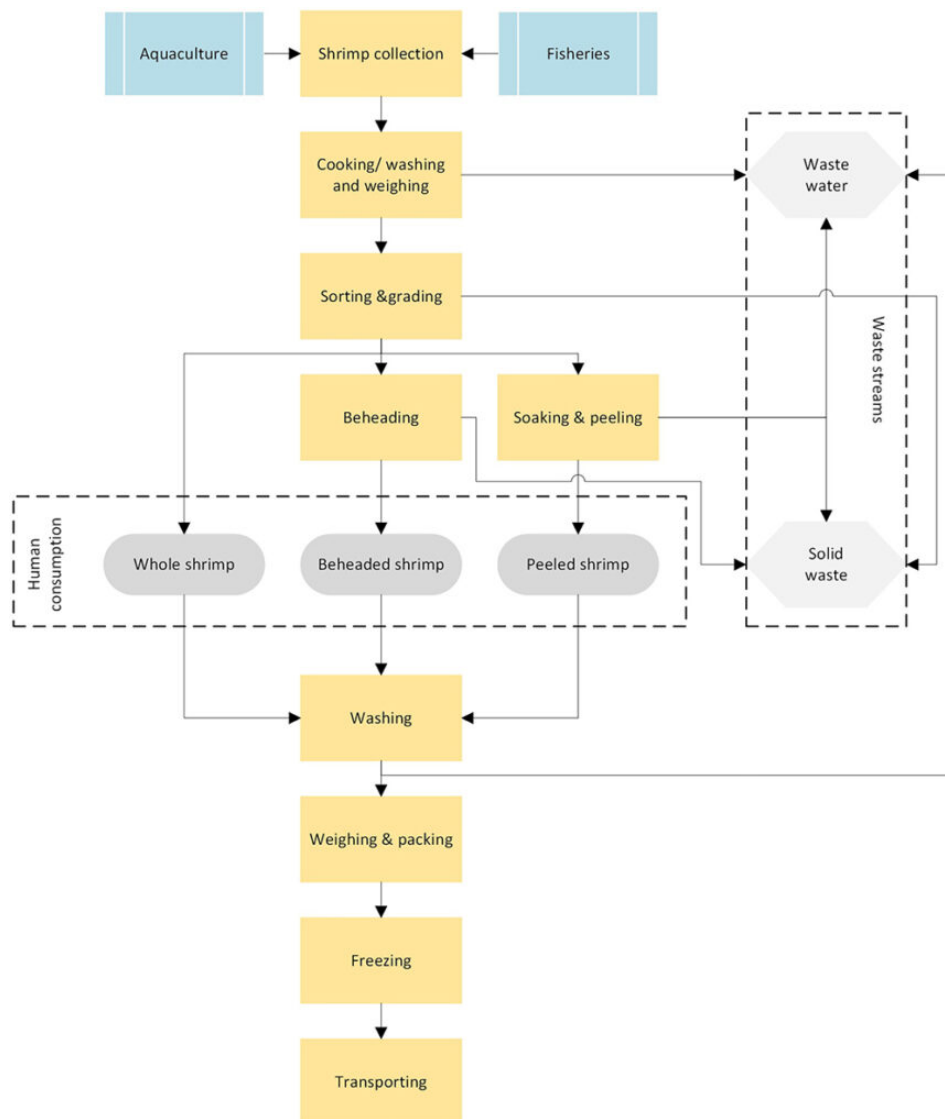 Aquaculture
Shrimp collection
Fisheries
Cooking/ washing
and weighing
Waste
water
Sorting &grading
Waste streams
Beheading
Soaking & peeling
Human
consumption
Whole shrimp
Beheaded shrimp
Peeled shrimp
Solid
waste
Washing
Weighing & packing
Freezing
Transporting